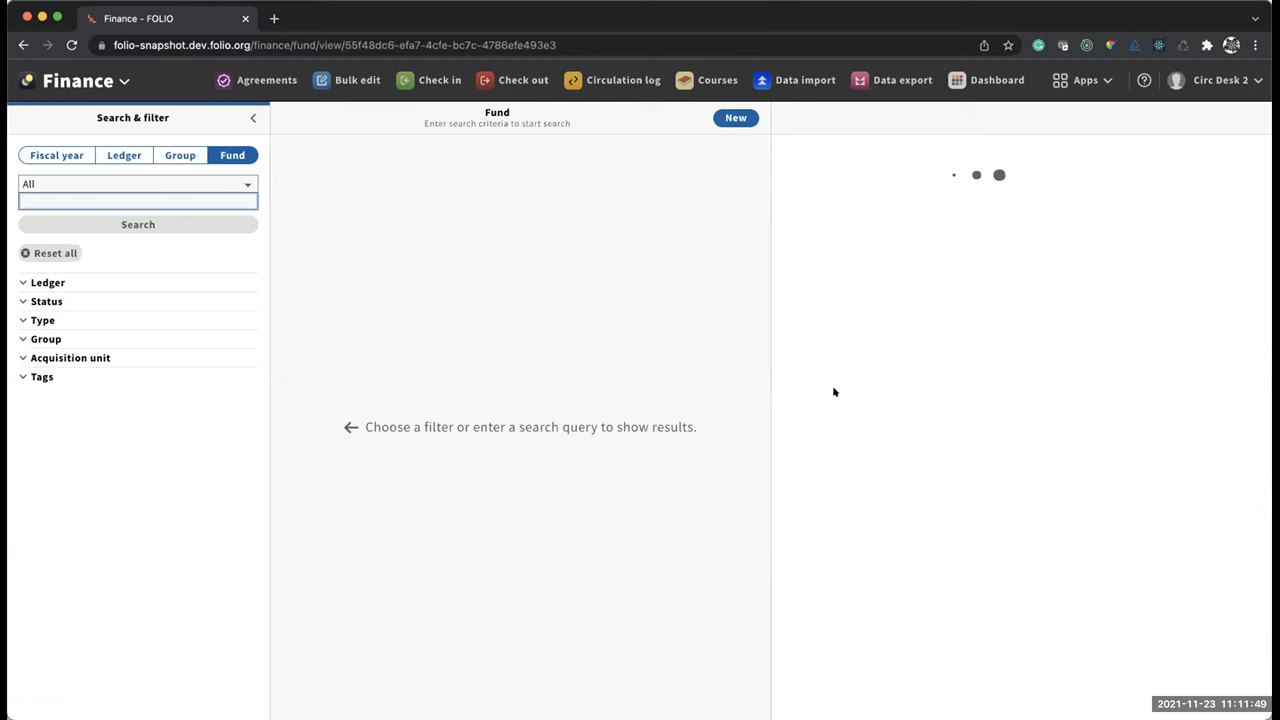 Finance - FOLIO
folio-snapshot.dev.folio.org/finance/fund/view/55f48dc6-efa7-4cfe-bc7c-4786efe493e3
Finance Agreements Bulk edit Check in Check out Circulation log Courses Data import Data export Dashboard Apps Circ Desk 2
Search & filter
Fund
Enter search criteria to start search
New
Fiscal year Ledger Group Fund
All
Search
Reset all
Ledger
Status
Type
Group
Acquisition unit
Tags
Choose a filter or enter a search query to show results.
2021-11-23 11:11:49